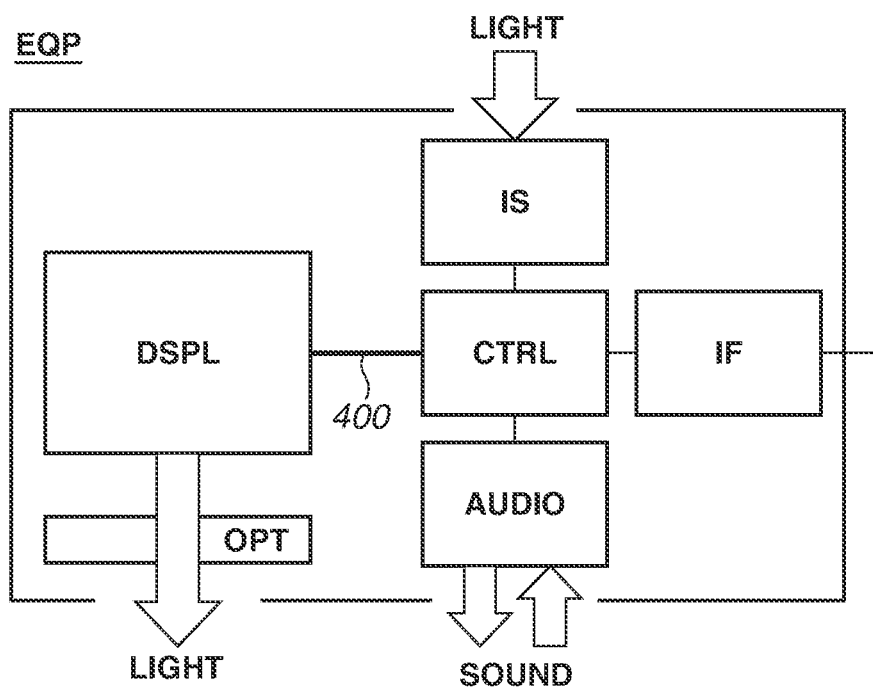 EQP
LIGHT
IS
DSPL
CTRL
IF
400
AUDIO
OPT
LIGHT
SOUND